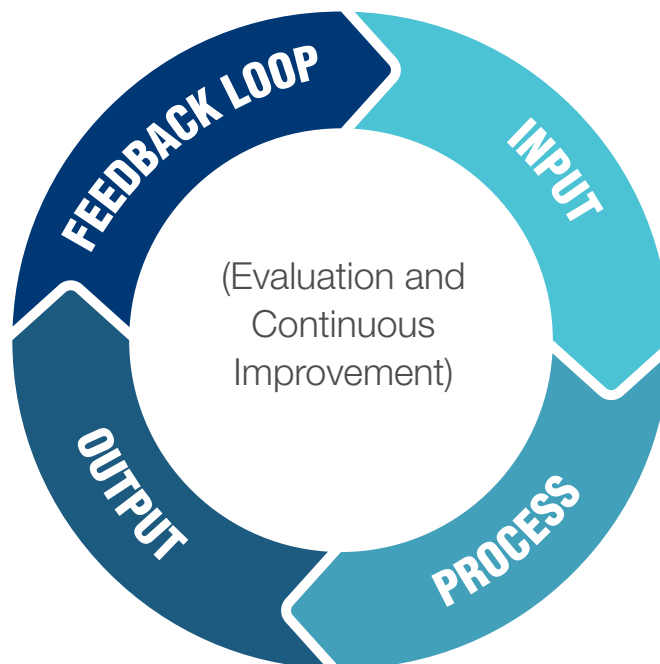 FEEDBACK LOOP
INPUT
(Evaluation and
Continuous
Improvement)
OUTPUT
PROCESS